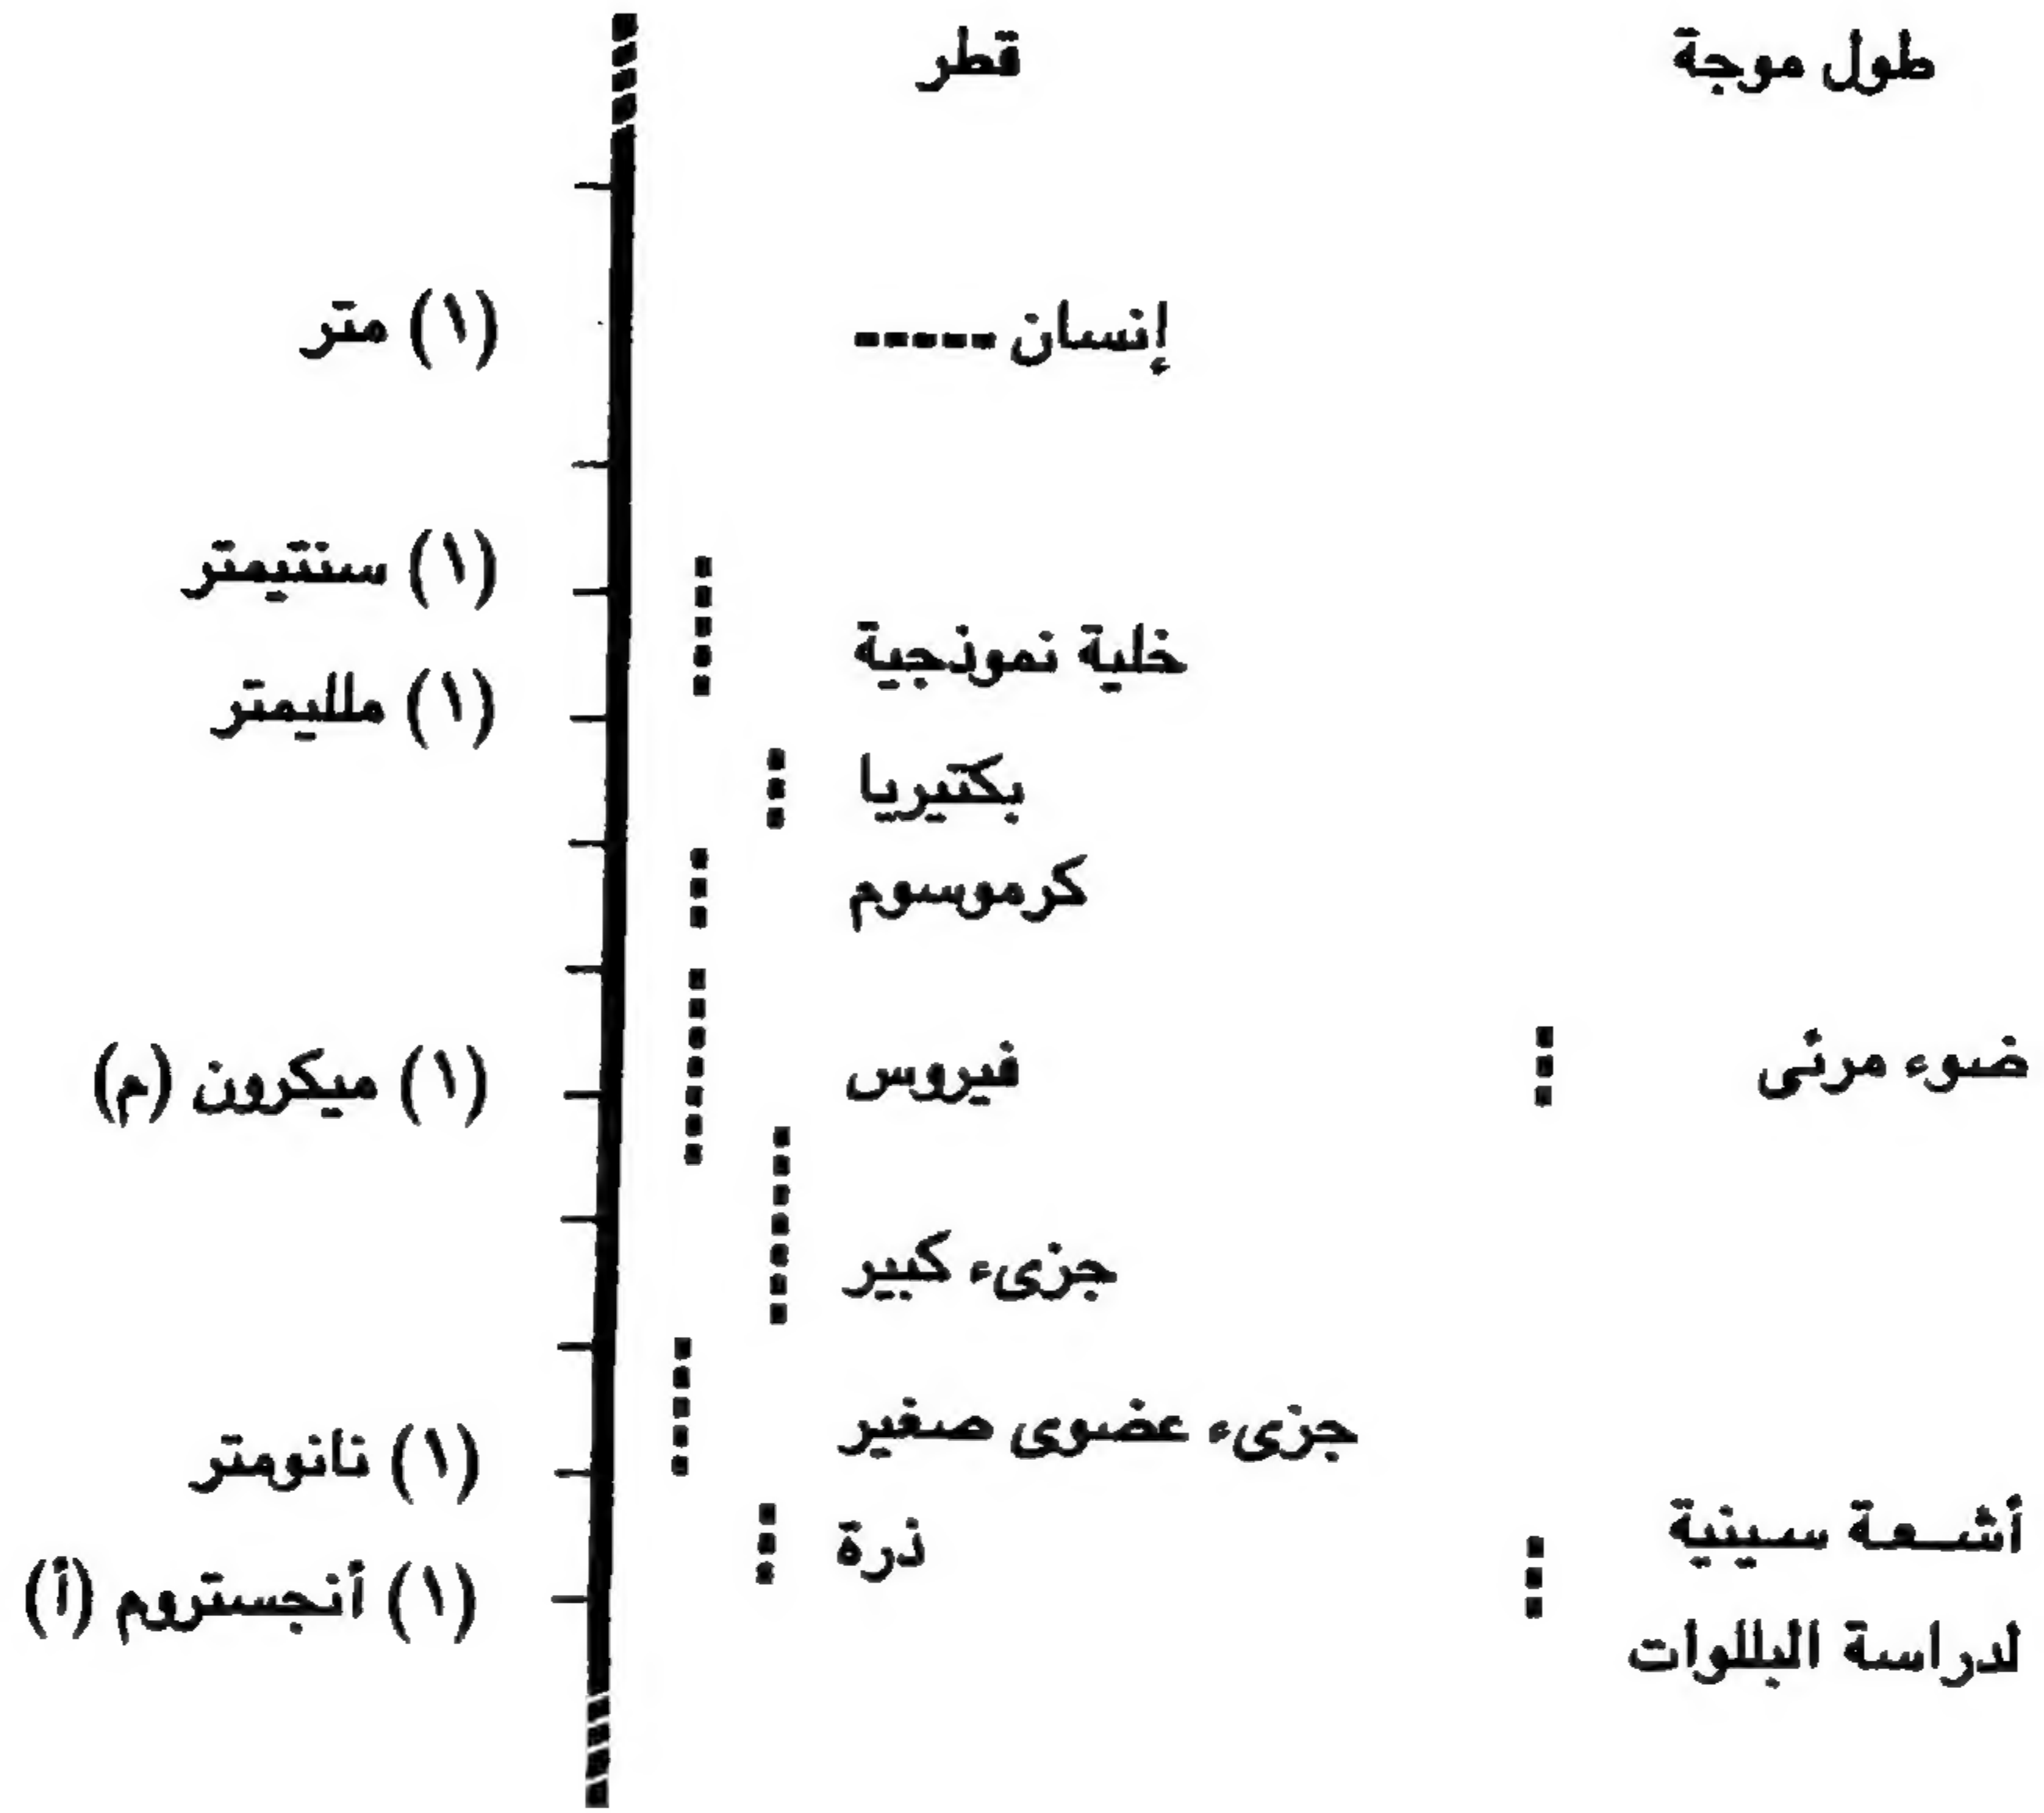 طول موجة
قطر
إنسان -----
(١) متر
(١) سنتيمتر
خلية نموذجية
(١) ملليمتر
بكتيريا
كرموسوم
ضوء مرئى
فيروس
(١) ميكرون (م)
جزىء كبير
جزىء عضوى صغير
(١) نانومتر
أشعة سينية
لدراسة البللوات
ذرة
(١) أنجستروم (أ)